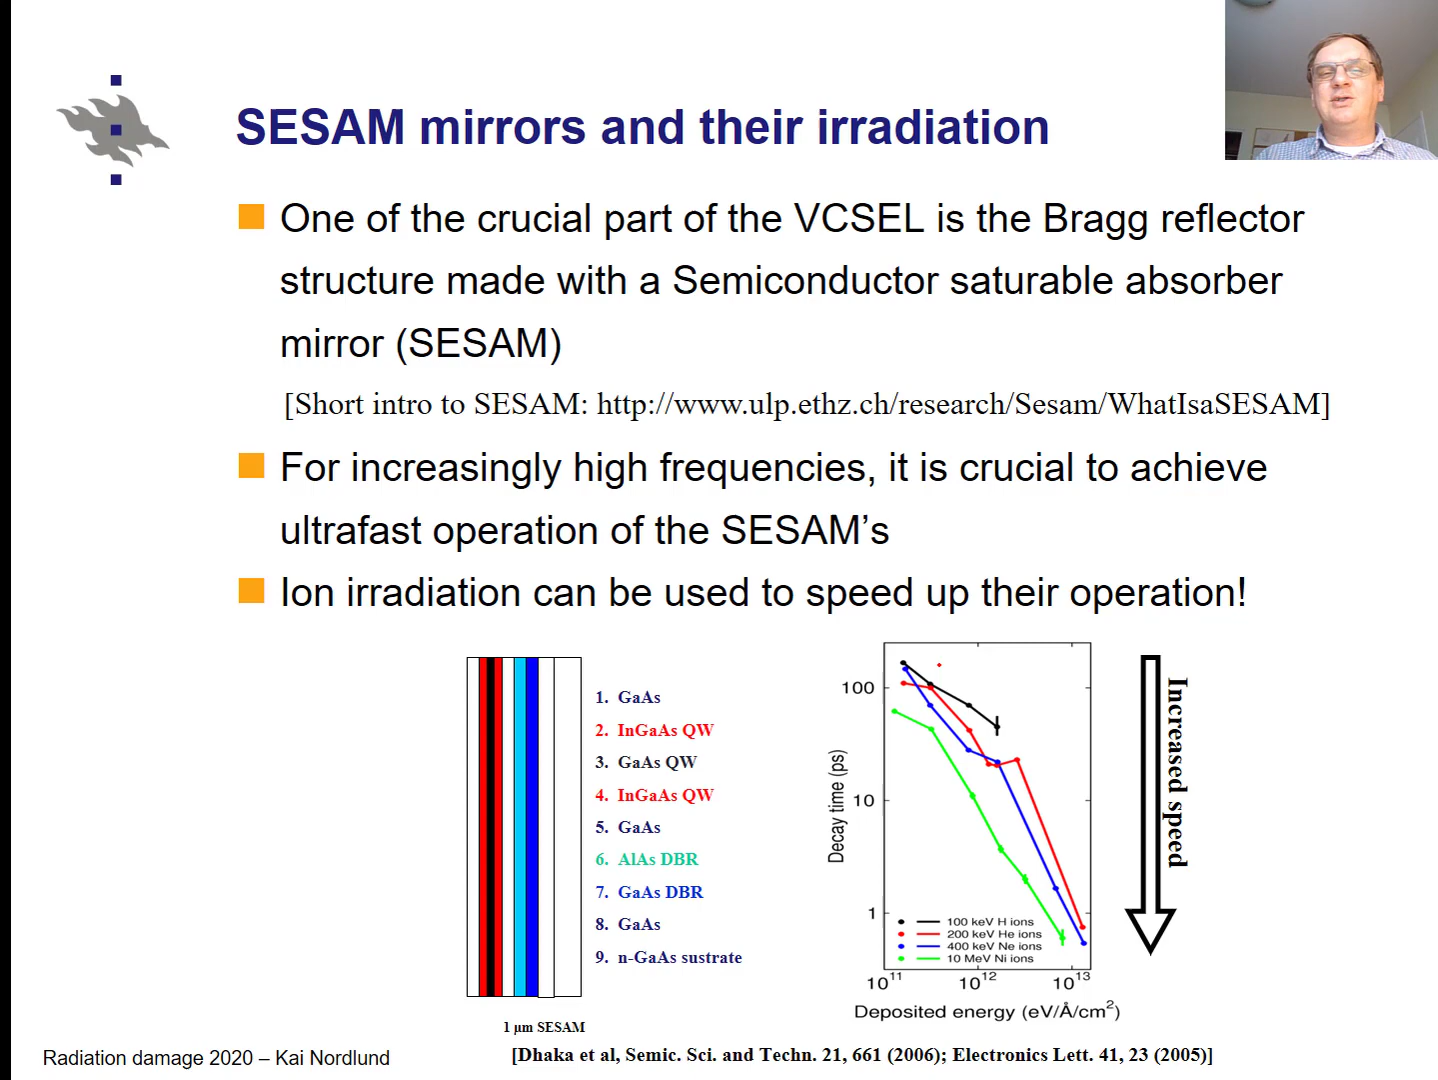 SESAM mirrors and their irradiation
One of the crucial part of the VCSEL is the Bragg reflector
structure made with a Semiconductor saturable absorber
mirror (SESAM)
[Short intro to SESAM: http://www.ulp.ethz.ch/research/Sesam/WhatIsaSESAM]
For increasingly high frequencies, it is crucial to achieve
ultrafast operation of the SESAM’s
Ion irradiation can be used to speed up their operation!
1. GaAs
2. InGaAs QW
3. GaAs QW
4. InGaAs QW
5. GaAs
6. AlAs DBR
7. GaAs DBR
8. GaAs
9. n-GaAs sustrate
1 μm SESAM
Decay time (ps)
100
10
1
100 keV H ions
200 keV He ions
400 keV Ne ions
10 MeV Ni ions
10^11 10^12 10^13
Deposited energy (eV/Å/cm^2)
Increased speed
Radiation damage 2020 – Kai Nordlund
[Dhaka et al, Semic. Sci. and Techn. 21, 661 (2006); Electronics Lett. 41, 23 (2005)]